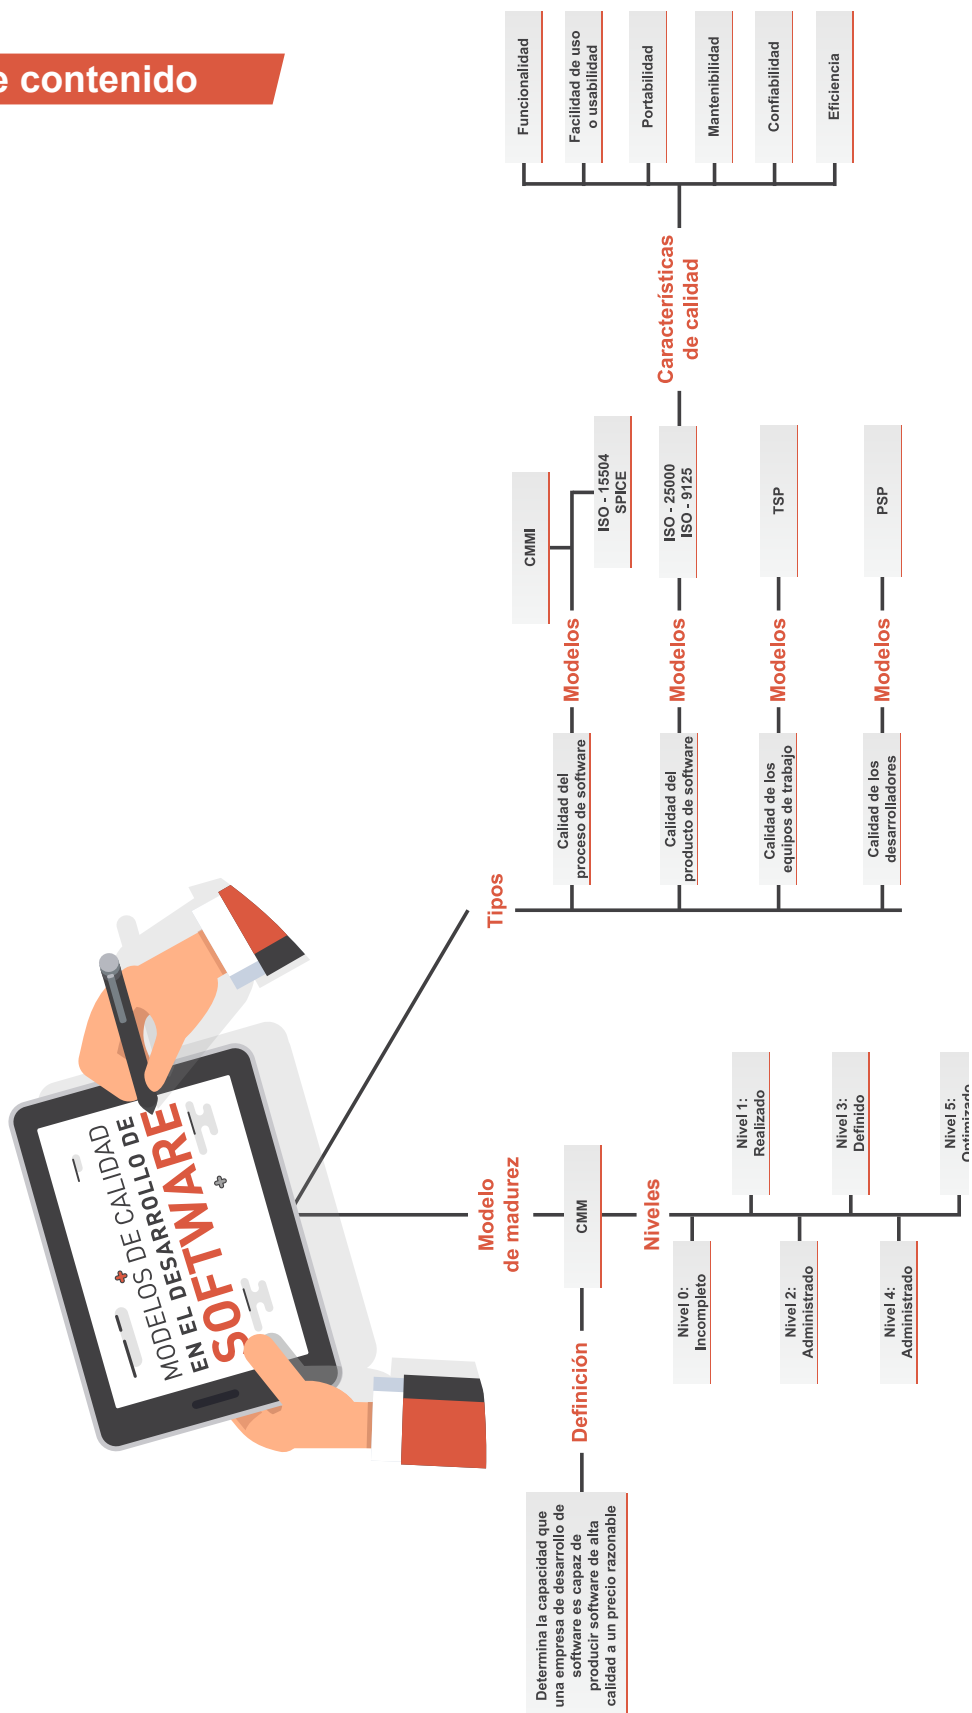 e contenido
MODELOS DE CALIDAD
EN EL DESARROLLO DE
SOFTWARE
Modelo
de madurez
CMM
Definición
Determina la capacidad que
una empresa de desarrollo de
software es capaz de
producir software de alta
calidad a un precio razonable
Niveles
Nivel 0:
Incompleto
Nivel 1:
Realizado
Nivel 2:
Administrado
Nivel 3:
Definido
Nivel 4:
Administrado
Nivel 5:
Optimizado
Tipos
Calidad del
proceso de software
Modelos
CMMI
ISO - 15504
SPICE
Calidad del
producto de software
Modelos
ISO - 25000
ISO - 9125
Características
de calidad
Funcionalidad
Facilidad de uso
o usabilidad
Portabilidad
Mantenibilidad
Confiabilidad
Eficiencia
Calidad de los
equipos de trabajo
Modelos
TSP
Calidad de los
desarrolladores
Modelos
PSP